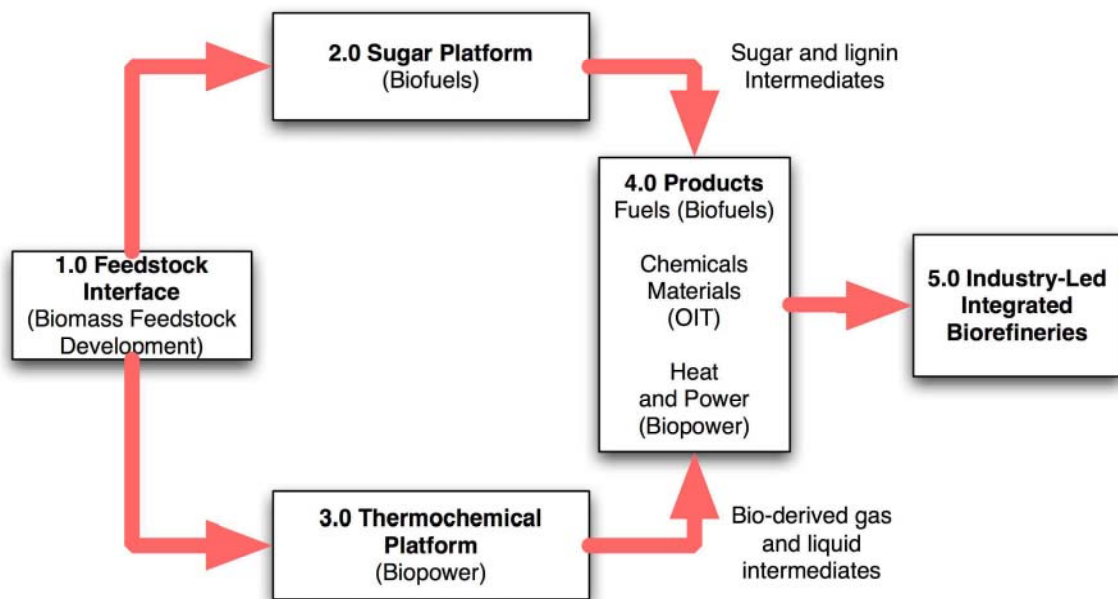 2.0 Sugar Platform
(Biofuels)
Sugar and lignin
Intermediates
1.0 Feedstock
Interface
(Biomass Feedstock
Development)
4.0 Products
Fuels (Biofuels)
Chemicals
Materials
(OIT)
Heat
and Power
(Biopower)
5.0 Industry-Led
Integrated
Biorefineries
3.0 Thermochemical
Platform
(Biopower)
Bio-derived gas
and liquid
intermediates